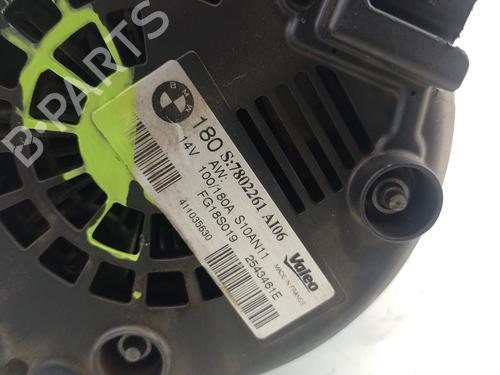 B-PARTS
BMW
180 S:7802261 AI06
14V AW:
100/180A S10AN11
FG18S019 2543461E
411035630
Valeo
MADE IN FRANCE